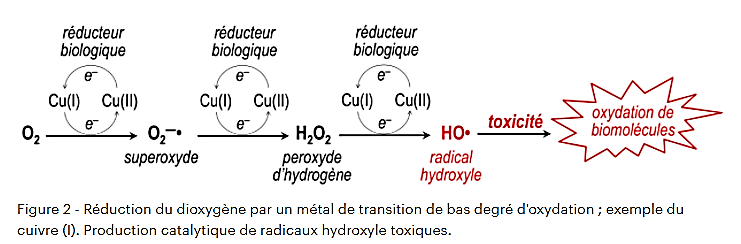 réducteur biologique réducteur biologique réducteur biologique
e⁻ e⁻ e⁻
Cu(I) Cu(II) Cu(I) Cu(II) Cu(I) Cu(II)
e⁻ e⁻ e⁻
O₂ O₂⁻• H₂O₂ HO• toxicité oxydation de biomolécules
superoxyde peroxyde d'hydrogène radical hydroxyle
Figure 2 - Réduction du dioxygène par un métal de transition de bas degré d'oxydation ; exemple du
cuivre (I). Production catalytique de radicaux hydroxyle toxiques.